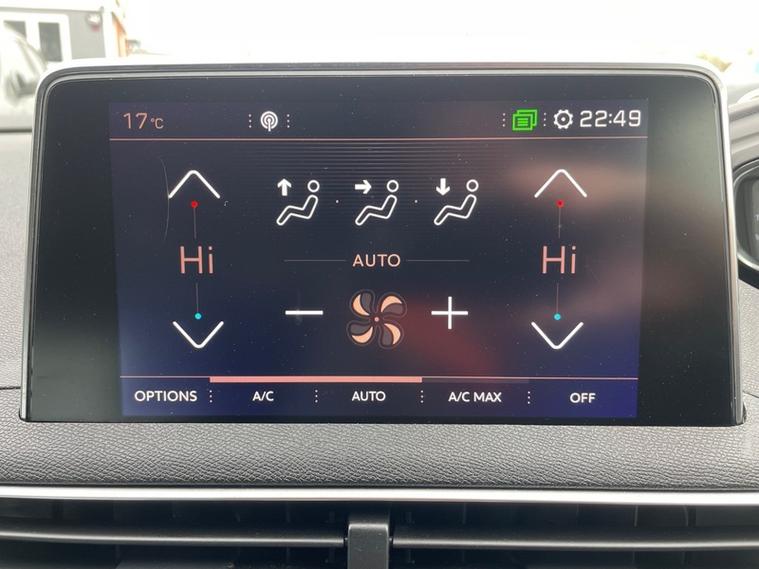 17°C 22:49
Hi AUTO Hi
OPTIONS A/C AUTO A/C MAX OFF